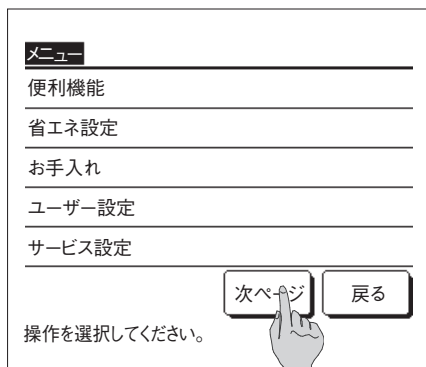 メニュー
便利機能
省エネ設定
お手入れ
ユーザー設定
サービス設定
次ページ 戻る
操作を選択してください。